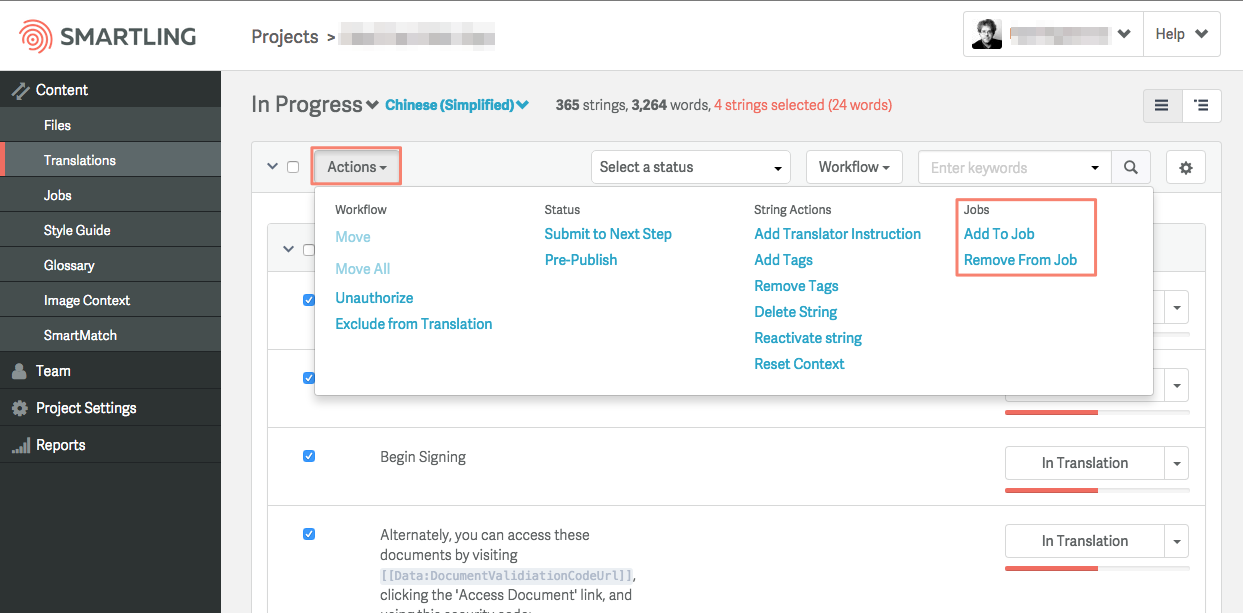 SMARTLING
Projects >
Help
Content
Files
Translations
Jobs
Style Guide
Glossary
Image Context
SmartMatch
Team
Project Settings
Reports
In Progress Chinese (Simplified) 365 strings, 3,264 words, 4 strings selected (24 words)
Actions Select a status Workflow Enter keywords
Workflow
Move
Move All
Unauthorize
Exclude from Translation
Status
Submit to Next Step
Pre-Publish
String Actions
Add Translator Instruction
Add Tags
Remove Tags
Delete String
Reactivate string
Reset Context
Jobs
Add To Job
Remove From Job
Begin Signing
In Translation
Alternately, you can access these
documents by visiting
[[Data:DocumentValidiationCodeUrl]],
clicking the 'Access Document' link, and
using this security code:
In Translation